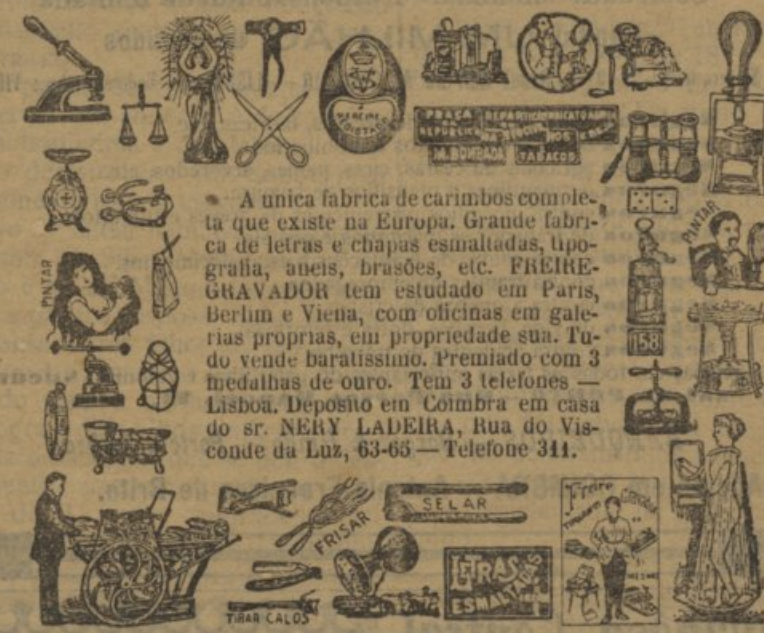 FREIRE
PRAÇA
REPUBLICA
M. BOMBADA
TABACOS
PINTAR
PINTAR
A unica fabrica de carimbos comple-
ta que existe na Europa. Grande fabri-
ca de letras e chapas esmaltadas, tipo-
grafia, aneis, brasões, etc. FREIRE-
GRAVADOR tem estudado em Paris,
Berlim e Viena, com oficinas em gale-
rias proprias, em propriedade sua. Tu-
do vende baratissimo. Premiado com 3
medalhas de ouro. Tem 3 telefones —
Lisboa. Deposito em Coimbra em casa
do sr. NERY LADEIRA, Rua do Vis-
conde da Luz, 63-65 — Telefone 311.
158
FRISAR
SELAR
TIRAR CALOS
LETRAS
ESMALTADAS
Freire